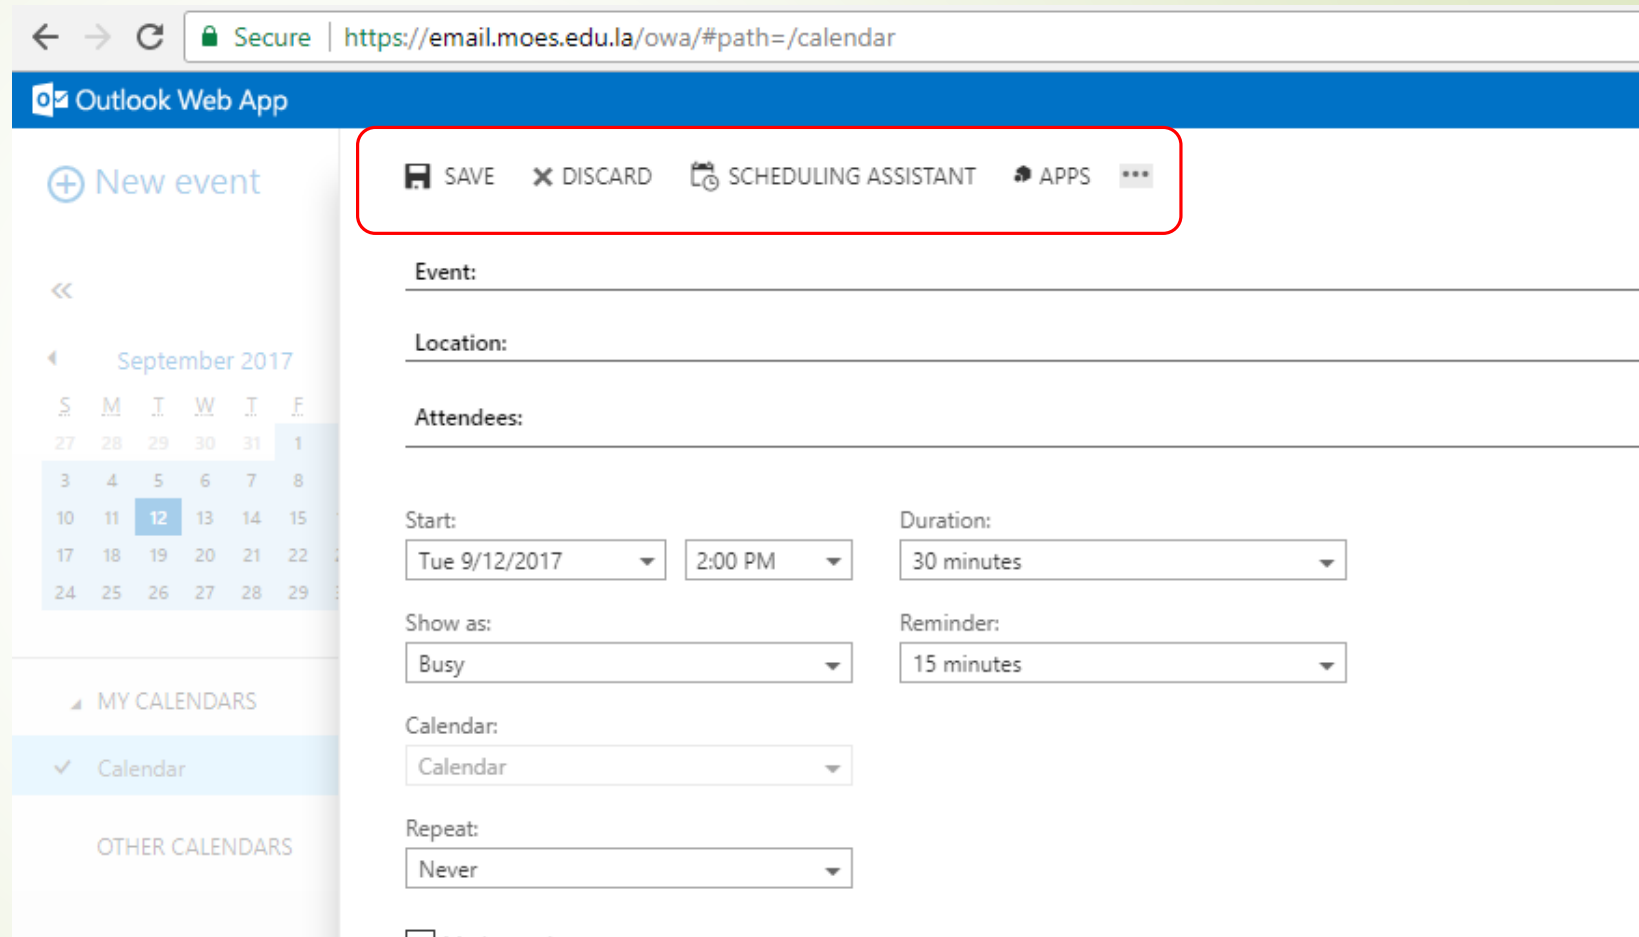 Secure https://email.moes.edu.la/owa/#path=/calendar
Outlook Web App
New event
SAVE DISCARD SCHEDULING ASSISTANT APPS ...
Event:
Location:
Attendees:
«
September 2017
S M T W T F
27 28 29 30 31 1
3 4 5 6 7 8
10 11 12 13 14 15
17 18 19 20 21 22
24 25 26 27 28 29
MY CALENDARS
Calendar
OTHER CALENDARS
Start: Duration:
Tue 9/12/2017 2:00 PM 30 minutes
Show as: Reminder:
Busy 15 minutes
Calendar:
Calendar
Repeat:
Never